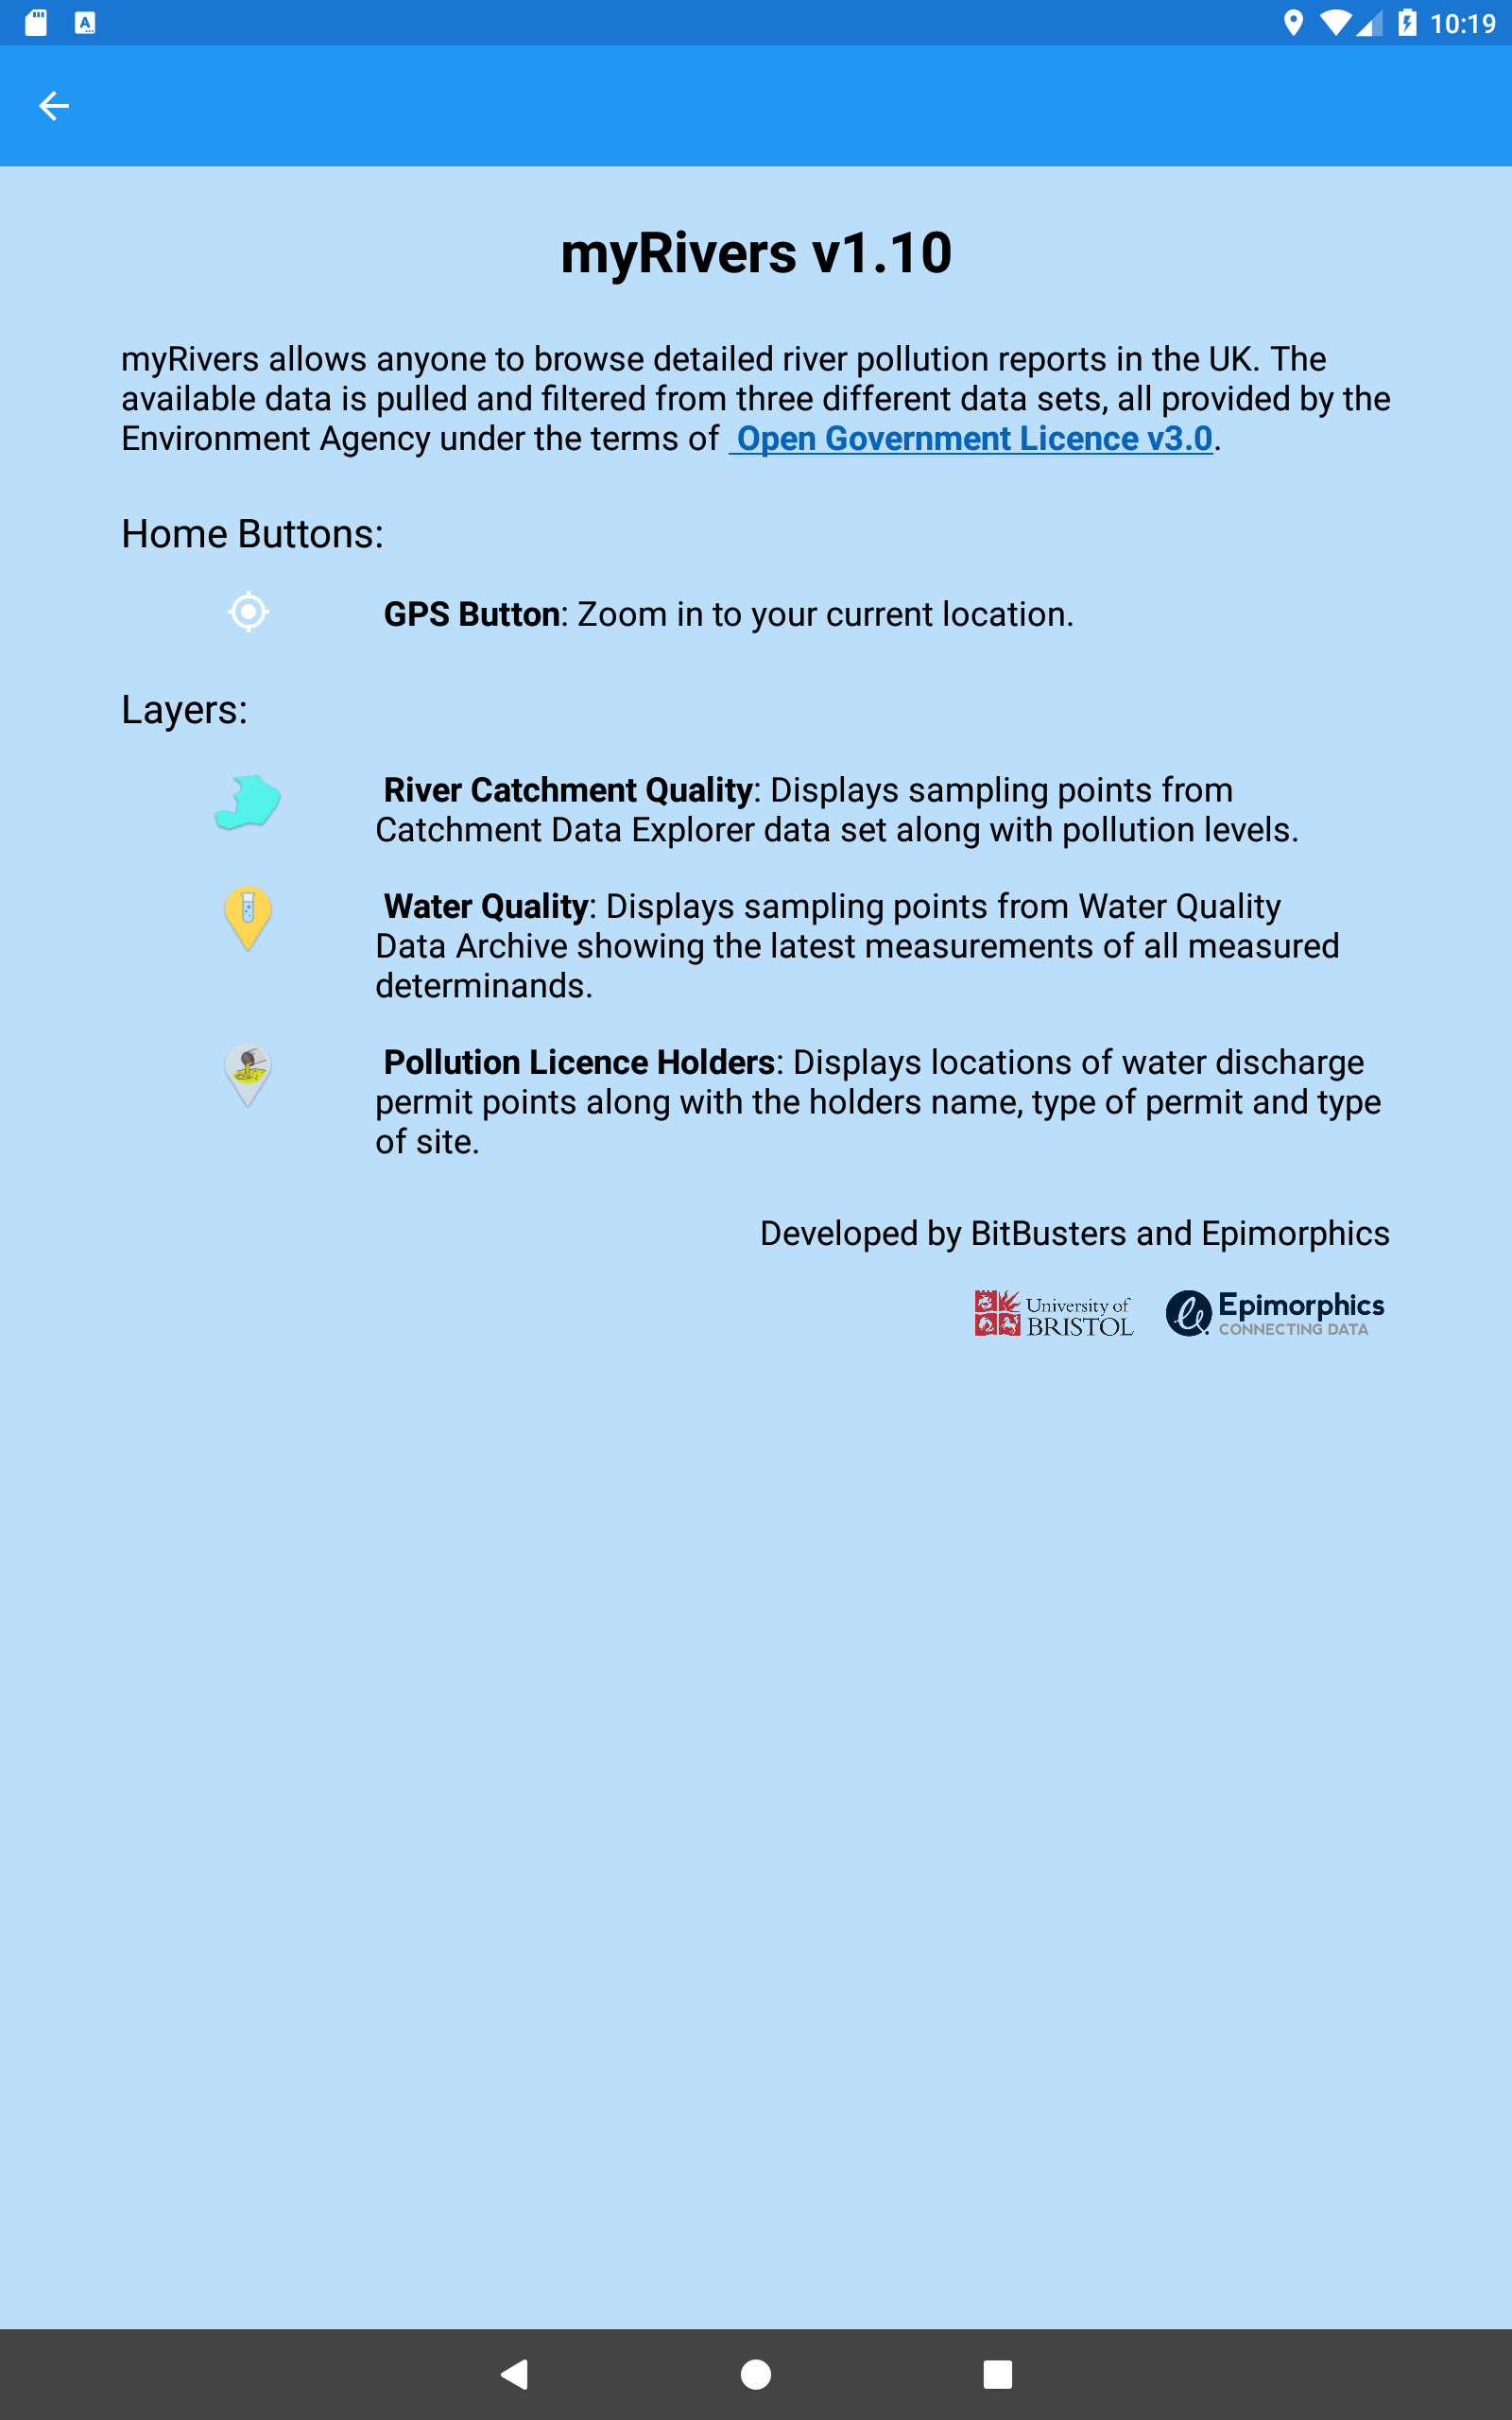 10:19
myRivers v1.10
myRivers allows anyone to browse detailed river pollution reports in the UK. The
available data is pulled and filtered from three different data sets, all provided by the
Environment Agency under the terms of Open Government Licence v3.0.
Home Buttons:
GPS Button: Zoom in to your current location.
Layers:
River Catchment Quality: Displays sampling points from
Catchment Data Explorer data set along with pollution levels.
Water Quality: Displays sampling points from Water Quality
Data Archive showing the latest measurements of all measured
determinands.
Pollution Licence Holders: Displays locations of water discharge
permit points along with the holders name, type of permit and type
of site.
Developed by BitBusters and Epimorphics
University of
BRISTOL
Epimorphics
CONNECTING DATA